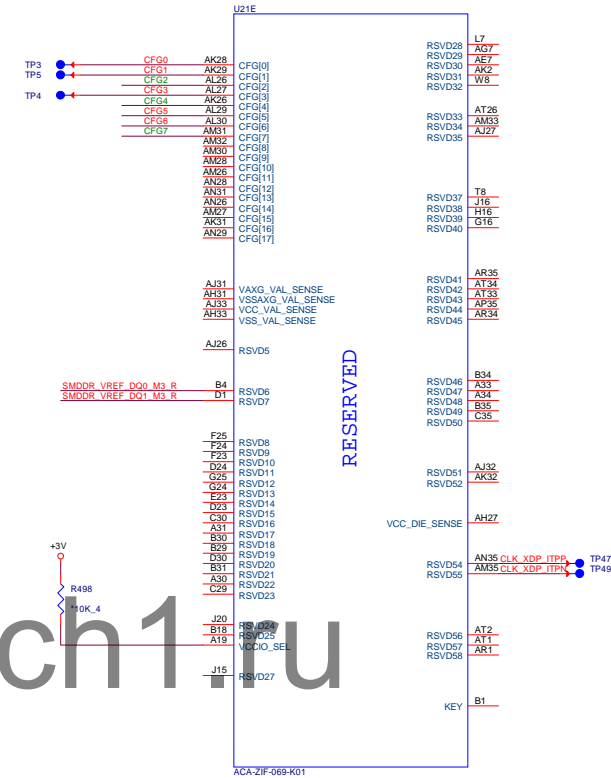 U21E
TP3 CFG0 AK28 CFG[0]
TP5 CFG1 AK29 CFG[1]
CFG2 AL26 CFG[2]
TP4 CFG3 AL27 CFG[3]
CFG4 AK26 CFG[4]
CFG5 AL29 CFG[5]
CFG6 AL30 CFG[6]
CFG7 AM31 CFG[7]
AM32 CFG[8]
AM30 CFG[9]
AM28 CFG[10]
AM26 CFG[11]
AN28 CFG[12]
AN31 CFG[13]
AN26 CFG[14]
AM27 CFG[15]
AK31 CFG[16]
AN29 CFG[17]
AJ31 VAXG_VAL_SENSE
AH31 VSSAXG_VAL_SENSE
AJ33 VCC_VAL_SENSE
AH33 VSS_VAL_SENSE
AJ26 RSVD5
SMDDR_VREF_DQ0_M3_R B4 RSVD6
SMDDR_VREF_DQ1_M3_R D1 RSVD7
F25 RSVD8
F24 RSVD9
F23 RSVD10
D24 RSVD11
G25 RSVD12
G24 RSVD13
E23 RSVD14
D23 RSVD15
C30 RSVD16
A31 RSVD17
B30 RSVD18
B29 RSVD19
D30 RSVD20
B31 RSVD21
A30 RSVD22
C29 RSVD23
+3V
R498
*10K_4
J20 RSVD24
B18 RSVD25
A19 VCCIO_SEL
J15 RSVD27
RESERVED
RSVD28 L7
RSVD29 AG7
RSVD30 AE7
RSVD31 AK2
RSVD32 W8
RSVD33 AT26
RSVD34 AM33
RSVD35 AJ27
RSVD37 T8
RSVD38 J16
RSVD39 H16
RSVD40 G16
RSVD41 AR35
RSVD42 AT34
RSVD43 AT33
RSVD44 AP35
RSVD45 AR34
RSVD46 B34
RSVD47 A33
RSVD48 A34
RSVD49 B35
RSVD50 C35
RSVD51 AJ32
RSVD52 AK32
VCC_DIE_SENSE AH27
RSVD54 AN35 CLK_XDP_ITPP TP47
RSVD55 AM35 CLK_XDP_ITPN TP49
RSVD56 AT2
RSVD57 AT1
RSVD58 AR1
KEY B1
ACA-ZIF-069-K01
ch1.ru